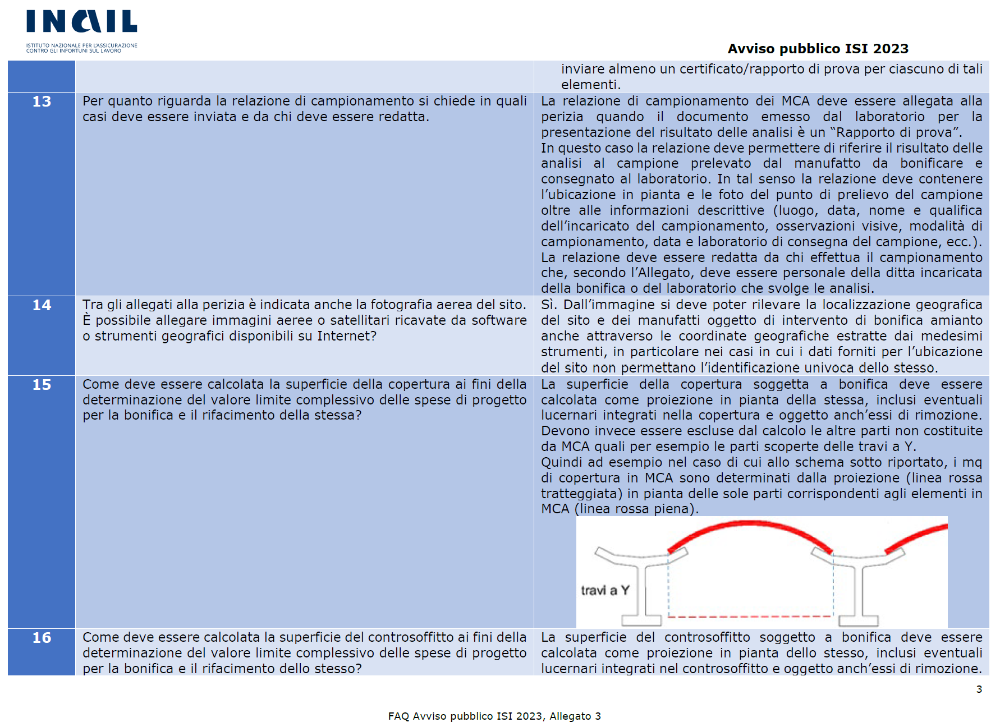 INAIL
ISTITUTO NAZIONALE PER L'ASSICURAZIONE
CONTRO GLI INFORTUNI SUL LAVORO
Avviso pubblico ISI 2023
inviare almeno un certificato/rapporto di prova per ciascuno di tali
elementi.
13
Per quanto riguarda la relazione di campionamento si chiede in quali
casi deve essere inviata e da chi deve essere redatta.
La relazione di campionamento dei MCA deve essere allegata alla
perizia quando il documento emesso dal laboratorio per la
presentazione del risultato delle analisi è un “Rapporto di prova”.
In questo caso la relazione deve permettere di riferire il risultato delle
analisi al campione prelevato dal manufatto da bonificare e
consegnato al laboratorio. In tal senso la relazione deve contenere
l’ubicazione in pianta e le foto del punto di prelievo del campione
oltre alle informazioni descrittive (luogo, data, nome e qualifica
dell’incaricato del campionamento, osservazioni visive, modalità di
campionamento, data e laboratorio di consegna del campione, ecc.).
La relazione deve essere redatta da chi effettua il campionamento
che, secondo l’Allegato, deve essere personale della ditta incaricata
della bonifica o del laboratorio che svolge le analisi.
14
Tra gli allegati alla perizia è indicata anche la fotografia aerea del sito.
È possibile allegare immagini aeree o satellitari ricavate da software
o strumenti geografici disponibili su Internet?
Sì. Dall’immagine si deve poter rilevare la localizzazione geografica
del sito e dei manufatti oggetto di intervento di bonifica amianto
anche attraverso le coordinate geografiche estratte dai medesimi
strumenti, in particolare nei casi in cui i dati forniti per l’ubicazione
del sito non permettano l’identificazione univoca dello stesso.
15
Come deve essere calcolata la superficie della copertura ai fini della
determinazione del valore limite complessivo delle spese di progetto
per la bonifica e il rifacimento della stessa?
La superficie della copertura soggetta a bonifica deve essere
calcolata come proiezione in pianta della stessa, inclusi eventuali
lucernari integrati nella copertura e oggetto anch’essi di rimozione.
Devono invece essere escluse dal calcolo le altre parti non costituite
da MCA quali per esempio le parti scoperte delle travi a Y.
Quindi ad esempio nel caso di cui allo schema sotto riportato, i mq
di copertura in MCA sono determinati dalla proiezione (linea rossa
tratteggiata) in pianta delle sole parti corrispondenti agli elementi in
MCA (linea rossa piena).
travi a Y
16
Come deve essere calcolata la superficie del controsoffitto ai fini della
determinazione del valore limite complessivo delle spese di progetto
per la bonifica e il rifacimento dello stesso?
La superficie del controsoffitto soggetto a bonifica deve essere
calcolata come proiezione in pianta dello stesso, inclusi eventuali
lucernari integrati nel controsoffitto e oggetto anch’essi di rimozione.
3
FAQ Avviso pubblico ISI 2023, Allegato 3